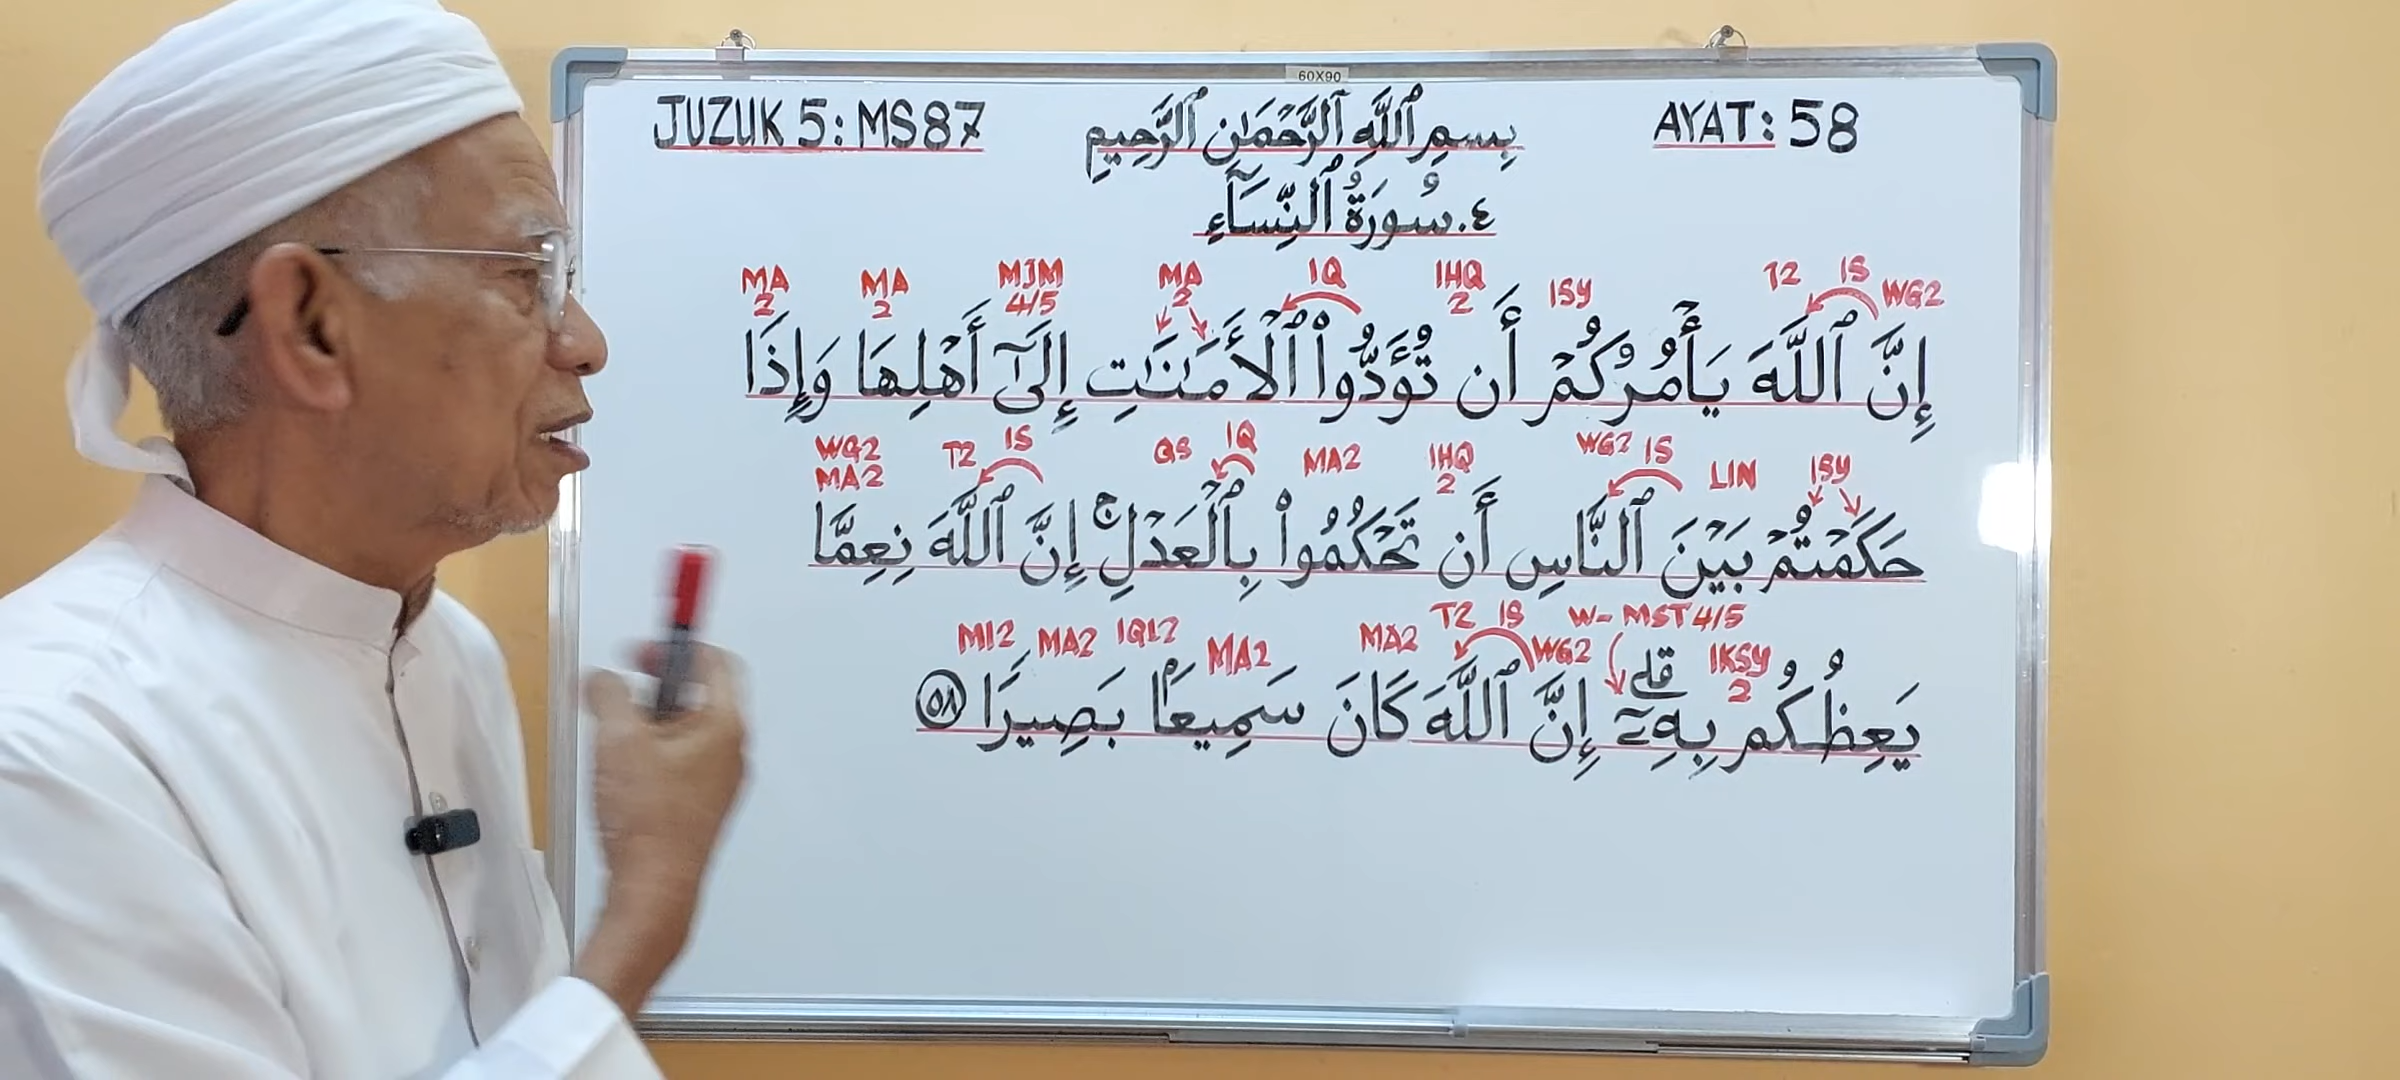 60X90
JUZUK 5: MS87 بِسمِ ٱللَّهِ ٱلرَّحمَـٰنِ ٱلرَّحِيمِ AYAT: 58
٤. سُورَةُ ٱلنِّسَآءِ
MA 2 MA 2 MJM 4/5 MA 2 IQ IHQ 2 ISY T2 IS WG2
إِنَّ ٱللَّهَ يَأۡمُرُكُمۡ أَن تُؤَدُّواْ ٱلۡأَمَـٰنَـٰتِ إِلَىٰٓ أَهۡلِهَا وَإِذَا
WG2 MA2 T2 IS QS IQ MA2 IHQ 2 WG2 IS LIN ISY
حَكَمۡتُمۡ بَيۡنَ ٱلنَّاسِ أَن تَحۡكُمُواْ بِٱلۡعَدۡلِۚ إِنَّ ٱللَّهَ نِعِمَّا
MI2 MA2 IQL2 MA2 MA2 T2 IS WG2 W- MST 4/5 IKSY 2
يَعِظُكُم بِهِۦٓۗ إِنَّ ٱللَّهَ كَانَ سَمِيعَۢا بَصِيرٗا ٥٨